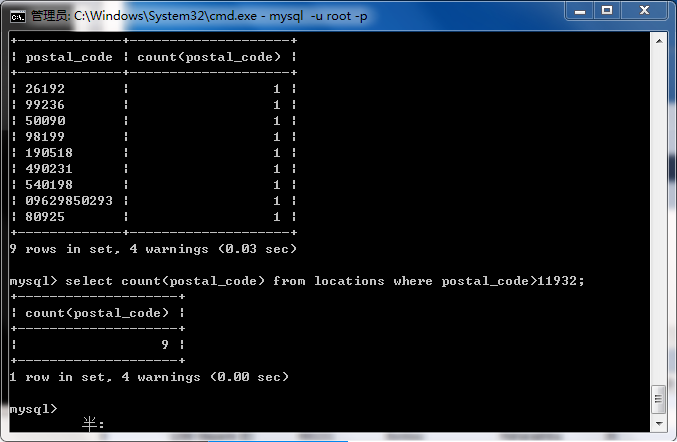 管理员: C:\Windows\System32\cmd.exe - mysql -u root -p
+--------------+--------------------+
| postal_code | count(postal_code) |
+--------------+--------------------+
| 26192 | 1 |
| 99236 | 1 |
| 50090 | 1 |
| 98199 | 1 |
| 190518 | 1 |
| 490231 | 1 |
| 540198 | 1 |
| 09629850293 | 1 |
| 80925 | 1 |
+--------------+--------------------+
9 rows in set, 4 warnings (0.03 sec)
mysql> select count(postal_code) from locations where postal_code>11932;
+--------------------+
| count(postal_code) |
+--------------------+
| 9 |
+--------------------+
1 row in set, 4 warnings (0.00 sec)
mysql>
半: